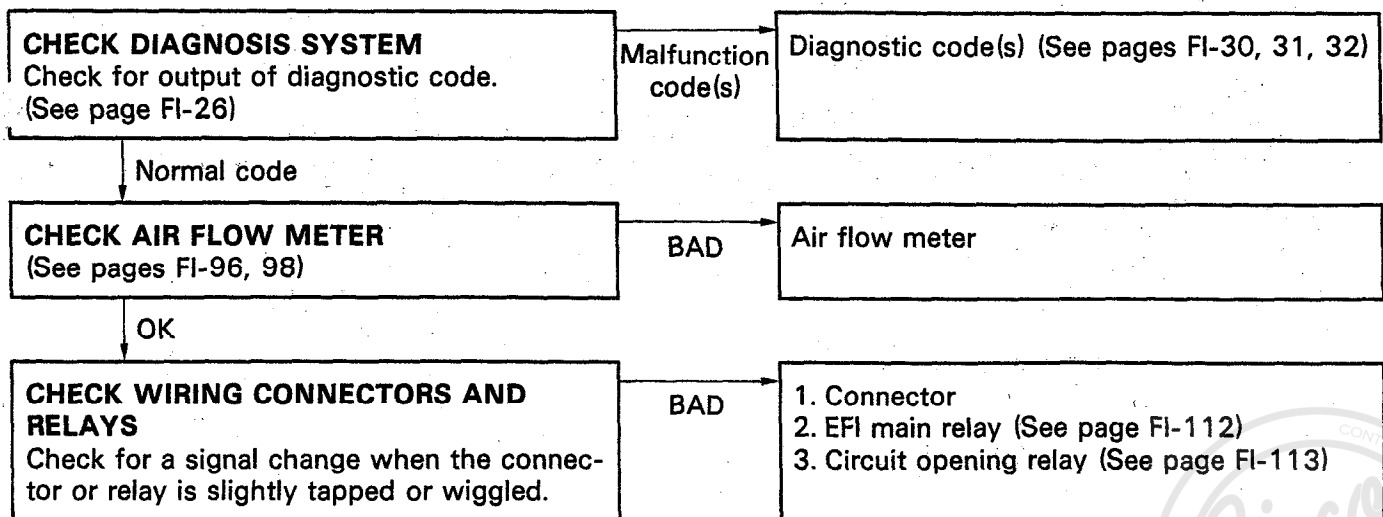 CHECK DIAGNOSIS SYSTEM
Check for output of diagnostic code.
(See page FI-26)
Malfunction
code(s)
Diagnostic code(s) (See pages FI-30, 31, 32)
Normal code
CHECK AIR FLOW METER
(See pages FI-96, 98)
BAD
Air flow meter
OK
CHECK WIRING CONNECTORS AND
RELAYS
Check for a signal change when the connec-
tor or relay is slightly tapped or wiggled.
BAD
1. Connector
2. EFI main relay (See page FI-112)
3. Circuit opening relay (See page FI-113)